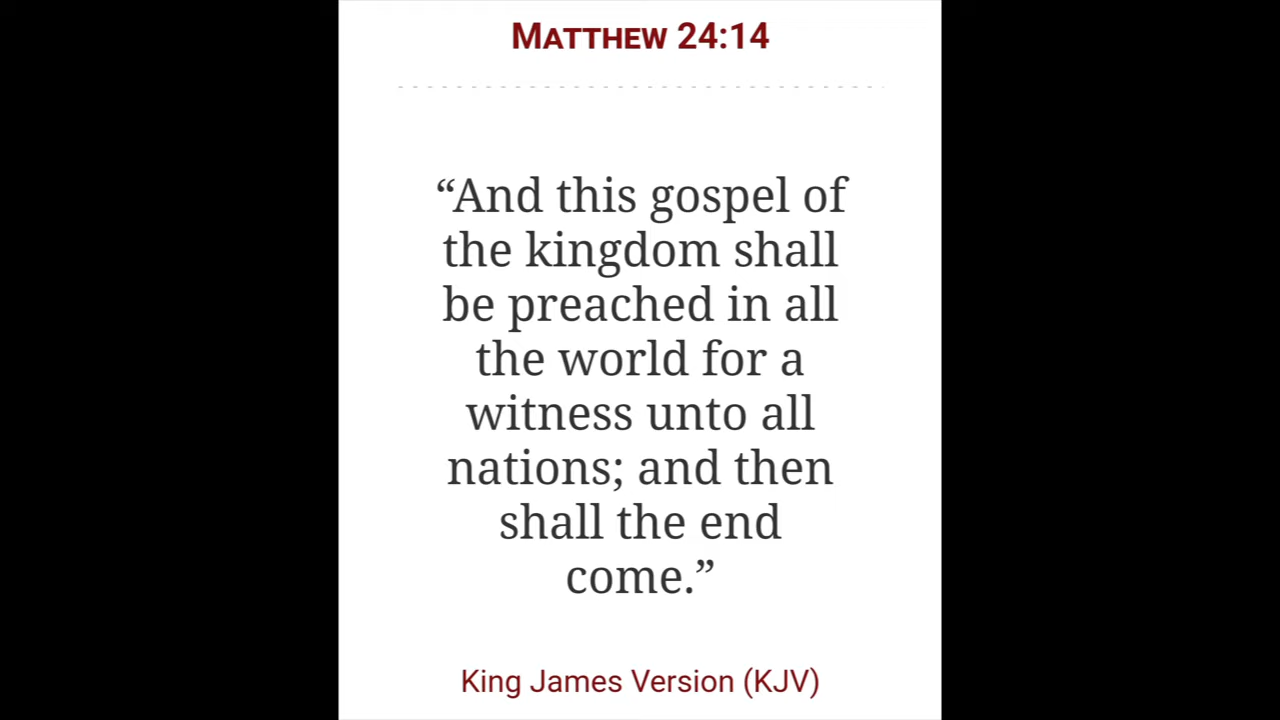 Matthew 24:14
“And this gospel of
the kingdom shall
be preached in all
the world for a
witness unto all
nations; and then
shall the end
come.”
King James Version (KJV)